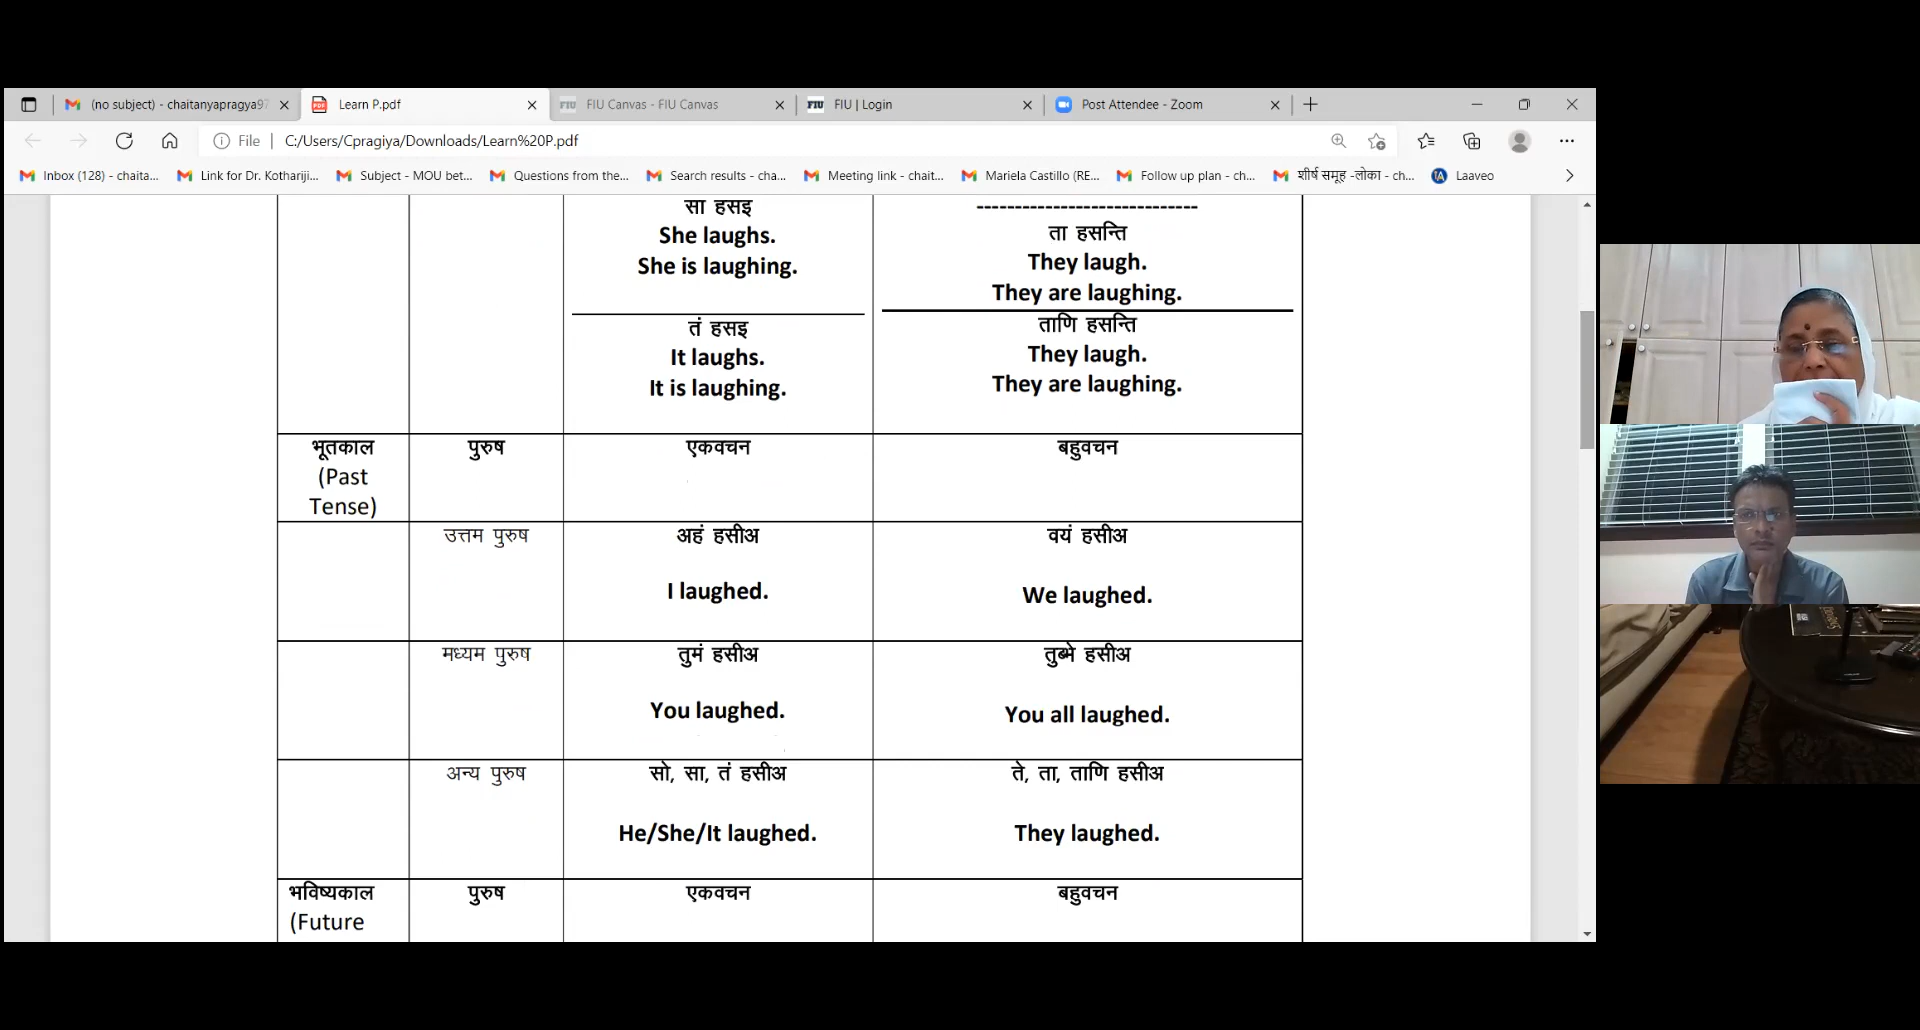 (no subject) - chaitanyapragya97
Learn P.pdf
FIU Canvas - FIU Canvas
FIU | Login
Post Attendee - Zoom
File | C:/Users/Cpragiya/Downloads/Learn%20P.pdf
Inbox (128) - chaita...
Link for Dr. Kothariji...
Subject - MOU bet...
Questions from the...
Search results - cha...
Meeting link - chait...
Mariela Castillo (RE...
Follow up plan - ch...
शीर्ष समूह -लोका - ch...
Laaveo
सा हसइ
She laughs.
She is laughing.
----------------------------
ता हसन्ति
They laugh.
They are laughing.
तं हसइ
It laughs.
It is laughing.
ताणि हसन्ति
They laugh.
They are laughing.
भूतकाल
(Past
Tense)
पुरुष
एकवचन
बहुवचन
उत्तम पुरुष
अहं हसीअ
I laughed.
वयं हसीअ
We laughed.
मध्यम पुरुष
तुमं हसीअ
You laughed.
तुब्भे हसीअ
You all laughed.
अन्य पुरुष
सो, सा, तं हसीअ
He/She/It laughed.
ते, ता, ताणि हसीअ
They laughed.
भविष्यकाल
(Future
पुरुष
एकवचन
बहुवचन